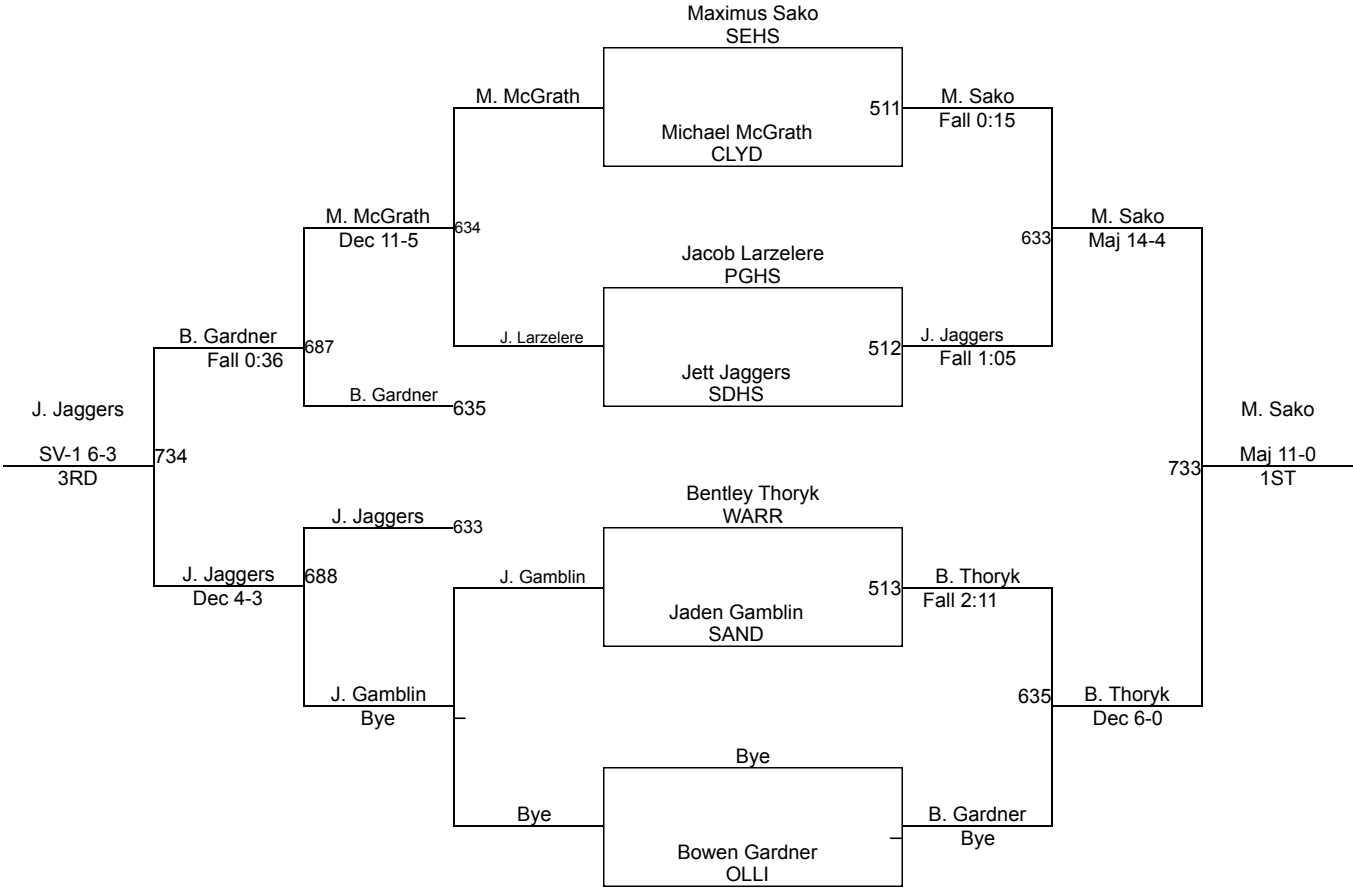 Maximus Sako
SEHS
M. McGrath
511
M. Sako
Fall 0:15
Michael McGrath
CLYD
M. McGrath
Dec 11-5
634
M. Sako
Maj 14-4
633
Jacob Larzelere
PGHS
B. Gardner
Fall 0:36
687
J. Larzelere
512
J. Jaggers
Fall 1:05
Jett Jaggers
SDHS
B. Gardner
635
J. Jaggers
SV-1 6-3
3RD
734
M. Sako
Maj 11-0
1ST
733
Bentley Thoryk
WARR
J. Jaggers
633
J. Jaggers
Dec 4-3
688
J. Gamblin
513
B. Thoryk
Fall 2:11
Jaden Gamblin
SAND
J. Gamblin
Bye
–
635
B. Thoryk
Dec 6-0
Bye
Bye
B. Gardner
Bye
–
Bowen Gardner
OLLI